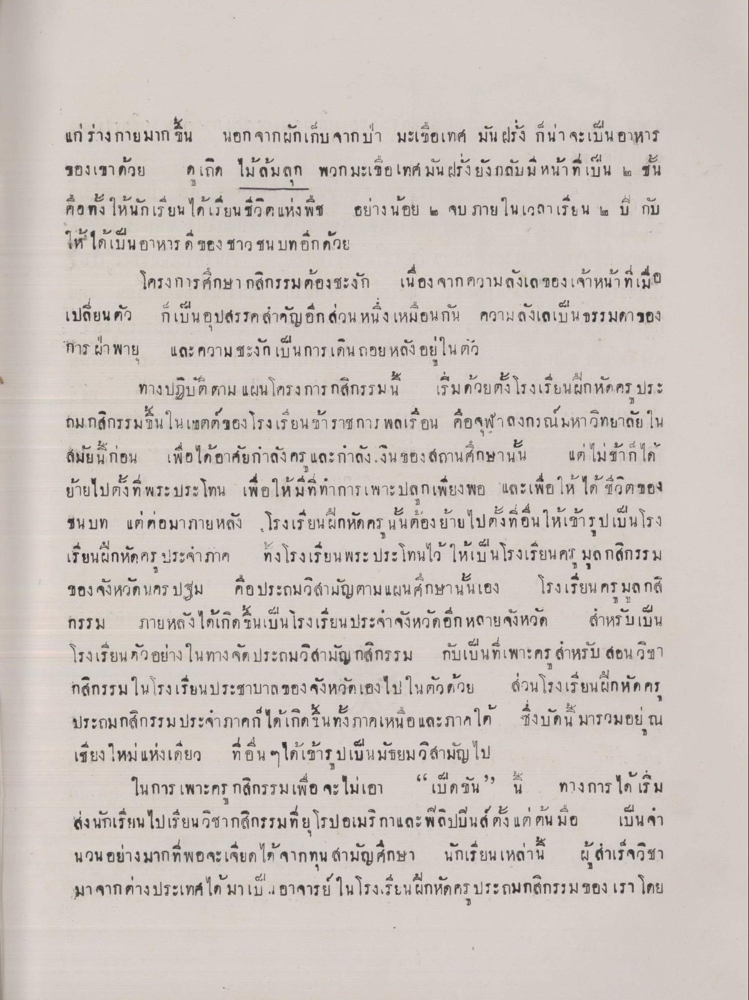 แก่ร่างกายมากขึ้น นอกจากผักเก็บจากป่า มะเขือเทศ มันฝรั่ง ก็น่าจะเป็นอาหาร
ของเขาด้วย ดูเถิด ไม้ล้มลุก พวกมะเขือเทศมันฝรั่งยังกลับมีหน้าที่เป็น ๒ ชั้น
คือทั้งให้นักเรียนได้เรียนชีวิตแห่งพืช อย่างน้อย ๒ จบภายในเวลาเรียน ๒ ปี กับ
ให้ได้เป็นอาหารดีของชาวชนบทอีกด้วย
โครงการศึกษากสิกรรมต้องชะงัก เนื่องจากความลังเลของเจ้าหน้าที่เมื่อ
เปลี่ยนตัว ก็เป็นอุปสรรคสำคัญอีกส่วนหนึ่งเหมือนกัน ความลังเลเป็นธรรมดาของ
การฝ่าพายุ และความชะงักเป็นการเดินถอยหลังอยู่ในตัว
ทางปฏิบัติตามแผนโครงการกสิกรรมนี้ เริ่มด้วยตั้งโรงเรียนฝึกหัดครูประ
ถมกสิกรรมขึ้นในเขตต์ของโรงเรียนข้าราชการพลเรือน คือจุฬาลงกรณ์มหาวิทยาลัยใน
สมัยนี้ก่อน เพื่อได้อาศัยกำลังครูและกำลังเงินของสถานศึกษานั้น แต่ไม่ช้าก็ได้
ย้ายไปตั้งที่พระประโทน เพื่อให้มีที่ทำการเพาะปลูกเพียงพอ และเพื่อให้ได้ชีวิตของ
ชนบท แต่ต่อมาภายหลัง โรงเรียนฝึกหัดครูนั้นต้องย้ายไปตั้งที่อื่นให้เข้ารูปเป็นโรง
เรียนฝึกหัดครูประจำภาค ทิ้งโรงเรียนพระประโทนไว้ให้เป็นโรงเรียนครูมูลกสิกรรม
ของจังหวัดนครปฐม คือประถมวิสามัญตามแผนศึกษานั้นเอง โรงเรียนครูมูลกสิ
กรรม ภายหลังได้เกิดขึ้นเป็นโรงเรียนประจำจังหวัดอีกหลายจังหวัด สำหรับเป็น
โรงเรียนตัวอย่างในทางจัดประถมวิสามัญกสิกรรม กับเป็นที่เพาะครูสำหรับสอนวิชา
กสิกรรมในโรงเรียนประชาบาลของจังหวัดเองไปในตัวด้วย ส่วนโรงเรียนฝึกหัดครู
ประถมกสิกรรมประจำภาคก็ได้เกิดขึ้นทั้งภาคเหนือและภาคใต้ ซึ่งบัดนี้มารวมอยู่ณ
เชียงใหม่แห่งเดียว ที่อื่นๆได้เข้ารูปเป็นมัธยมวิสามัญไป
ในการเพาะครูกสิกรรมเพื่อจะไม่เอา “เป็ดขัน” นี้ ทางการได้เริ่ม
ส่งนักเรียนไปเรียนวิชากสิกรรมที่ยุโรปอเมริกาและฟีลิปปีนส์ตั้งแต่ต้นมือ เป็นจำ
นวนอย่างมากที่พอจะเจียดได้จากทุนสามัญศึกษา นักเรียนเหล่านี้ ผู้สำเร็จวิชา
มาจากต่างประเทศได้มาเป็นอาจารย์ในโรงเรียนฝึกหัดครูประถมกสิกรรมของเราโดย